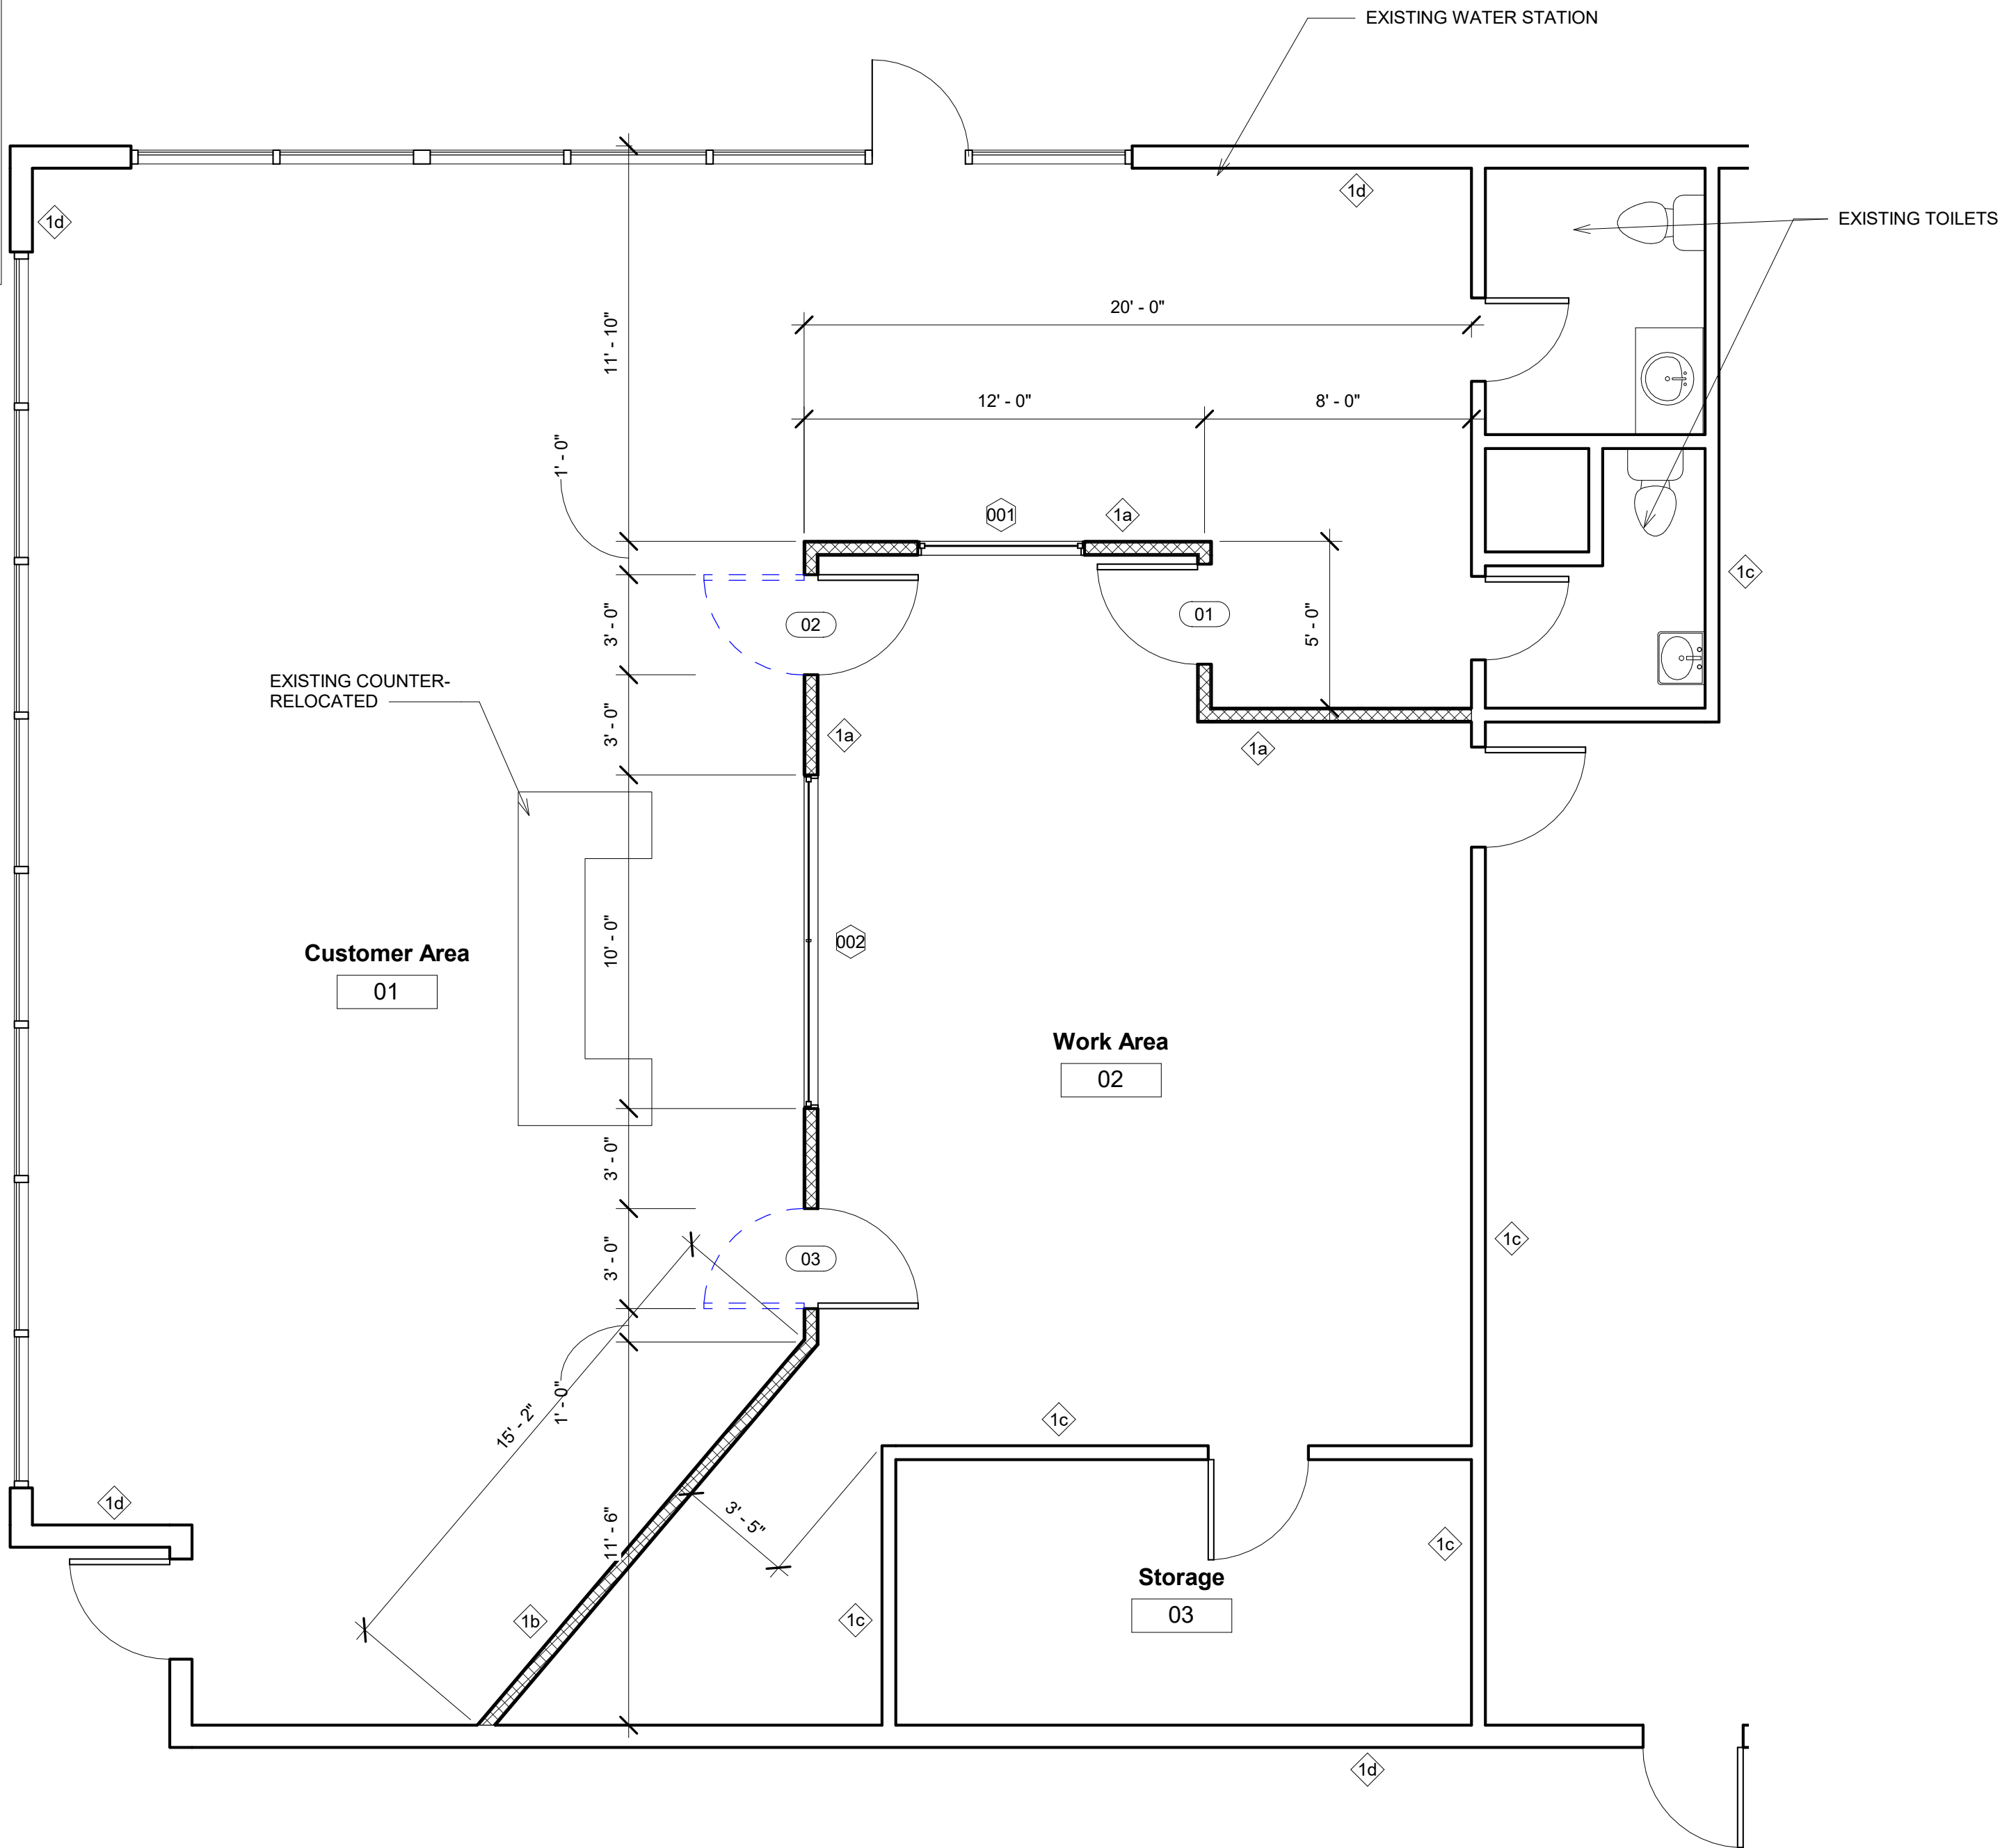 EXISTING WATER STATION
1d
1d
EXISTING TOILETS
20' - 0"
11' - 10"
12' - 0"
8' - 0"
1' - 0"
001
1a
1c
02
01
3' - 0"
5' - 0"
EXISTING COUNTER-
RELOCATED
3' - 0"
1a
1a
10' - 0"
002
Customer Area
01
Work Area
02
3' - 0"
3' - 0"
03
1c
1' - 0"
15' - 2"
1c
1d
3' - 5"
11' - 6"
1c
Storage
03
1b
1c
1d